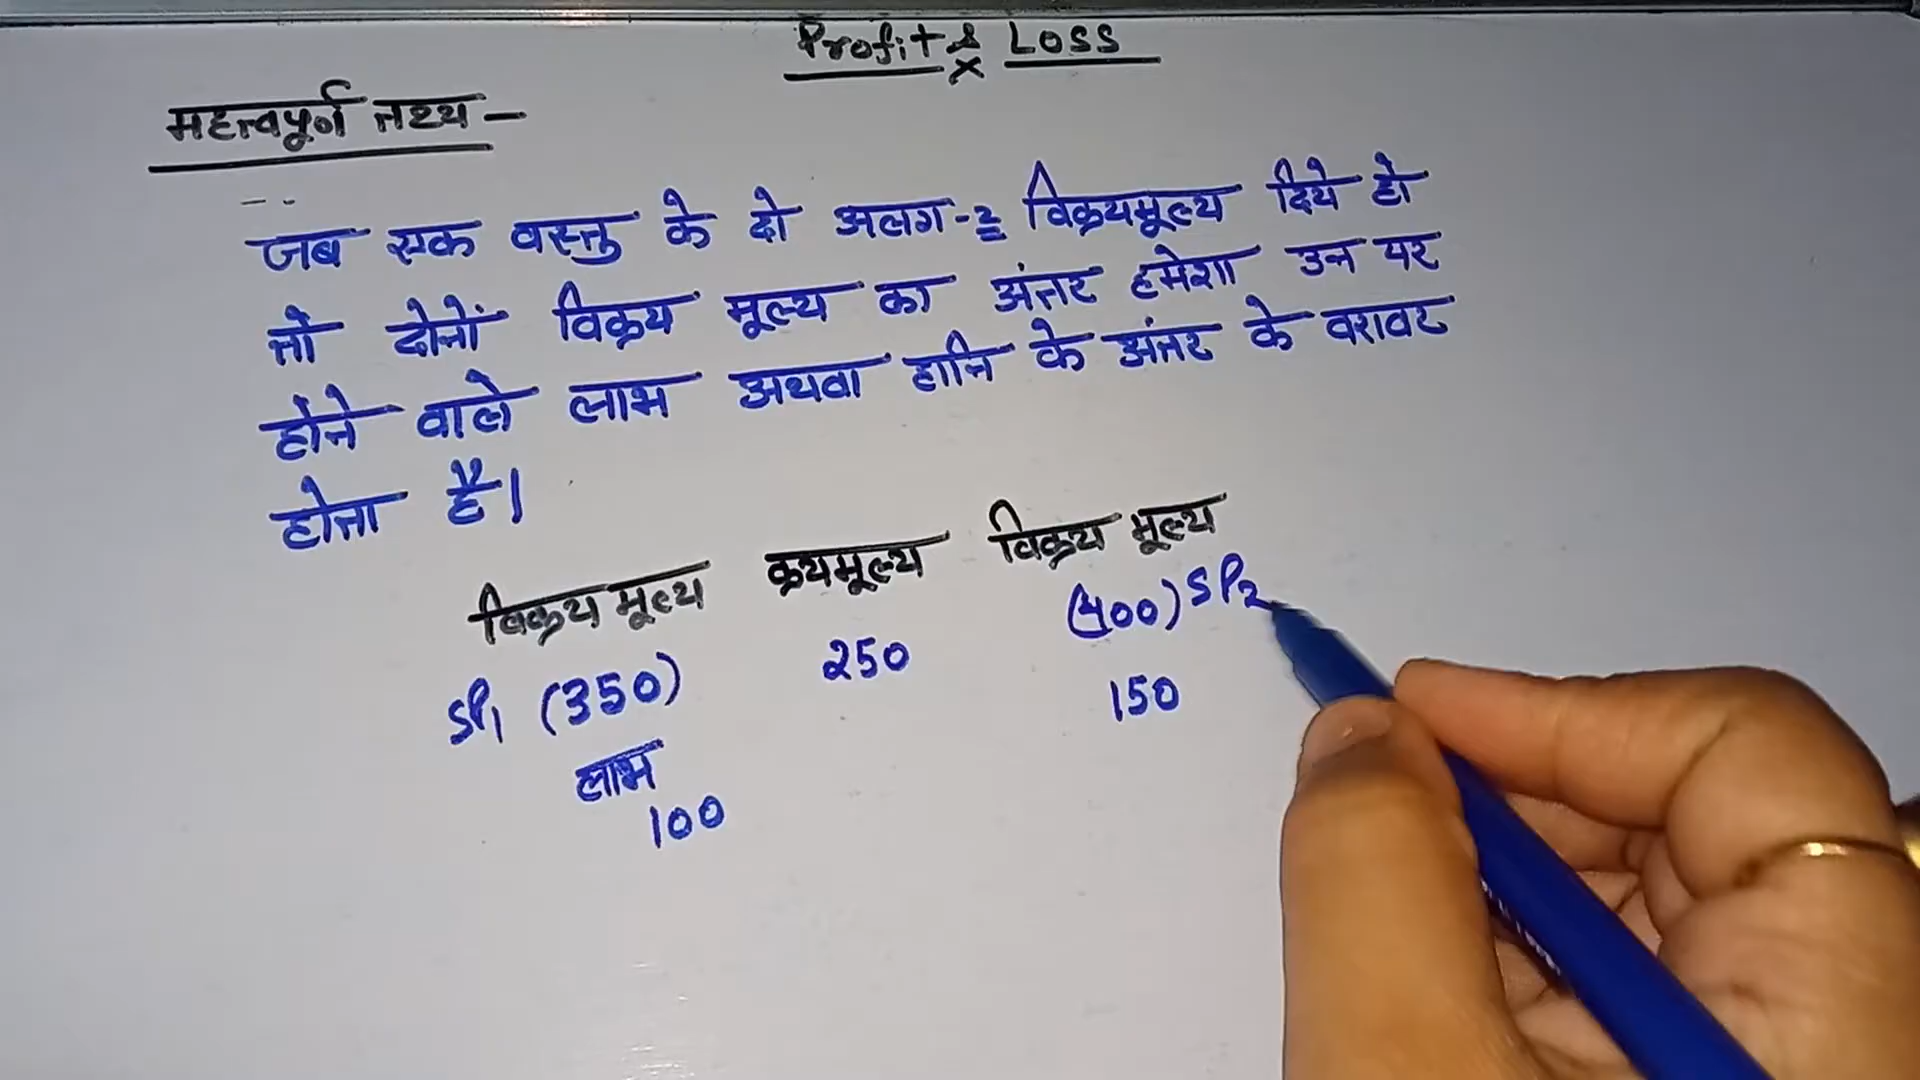 Profit & Loss
महत्वपूर्ण तथ्य -
जब एक वस्तु के दो अलग-2 विक्रयमूल्य दिये हो
तो दोनों विक्रय मूल्य का अंतर हमेशा उन पर
होने वाले लाभ अथवा हानि के अंतर के बराबर
होता है।
विक्रय मूल्य क्रयमूल्य विक्रय मूल्य
SP1 (350) 250 (400) SP2
लाभ 150
100